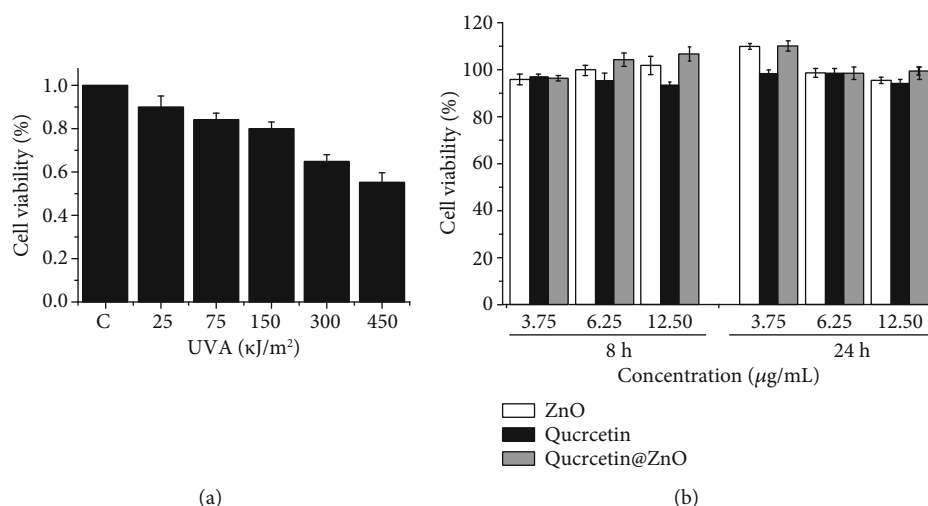 Cell viability (%)
1.0
0.8
0.6
0.4
0.2
0.0
C 25 75 150 300 450
UVA (κJ/m²)
(a)
Cell viability (%)
120
100
80
60
40
20
0
3.75 6.25 12.50 3.75 6.25 12.50
8 h 24 h
Concentration (µg/mL)
ZnO
Qucrcetin
Qucrcetin@ZnO
(b)